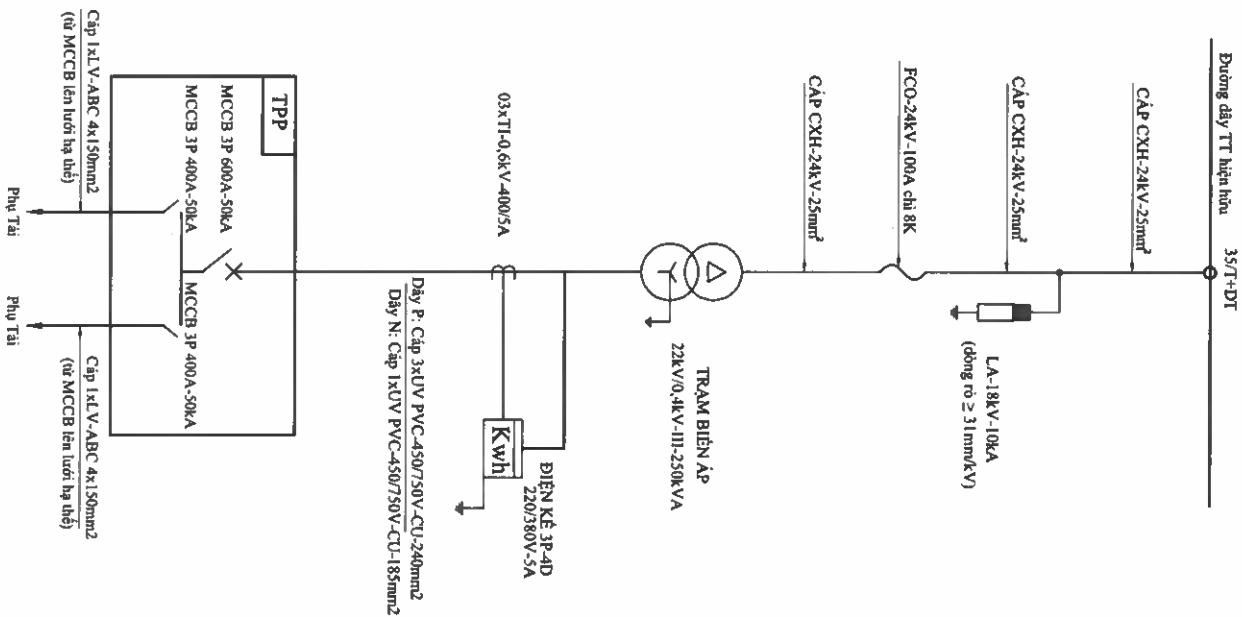 Đường dây TT hiện hữu
35/T+DT
CÁP CXH-24kV-25mm²
LA-18kV-10kA
(dòng rò ≥ 31mm/kV)
CÁP CXH-24kV-25mm²
FCO-24kV-100A chì 8K
CÁP CXH-24kV-25mm²
TRẠM BIẾN ÁP
22kV/0,4kV-III-250kVA
ĐIỆN KẾ 3P-4D
220/380V-5A
Kwh
03xTI-0,6kV-400/5A
Dây P: Cáp 3xUV PVC-450/750V-CU-240mm2
Dây N: Cáp 1xUV PVC-450/750V-CU-185mm2
TPP
MCCB 3P 600A-50kA
MCCB 3P 400A-50kA
MCCB 3P 400A-50kA
Cáp 1xLV-ABC 4x150mm2
(từ MCCB lên lưới hạ thế)
Cáp 1xLV-ABC 4x150mm2
(từ MCCB lên lưới hạ thế)
Phụ Tải
Phụ Tải